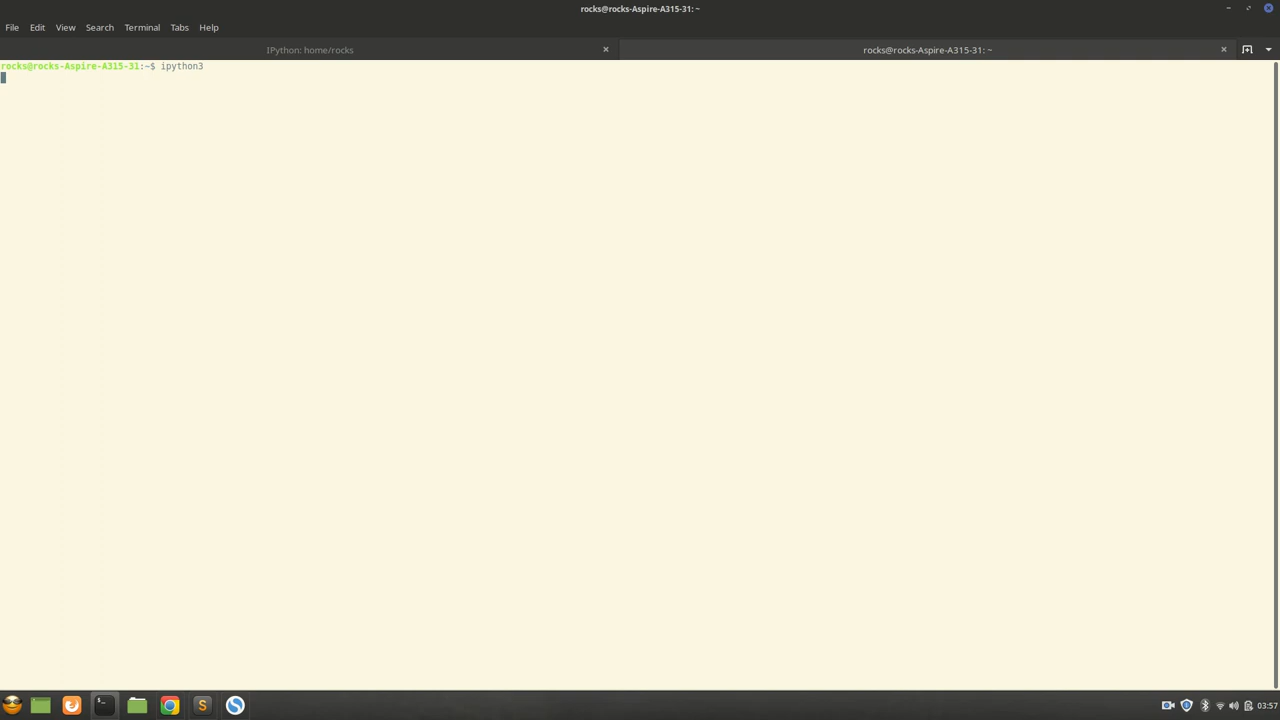 rocks@rocks-Aspire-A315-31: ~
File Edit View Search Terminal Tabs Help
IPython: home/rocks
rocks@rocks-Aspire-A315-31: ~
rocks@rocks-Aspire-A315-31:~$ ipython3
03:57